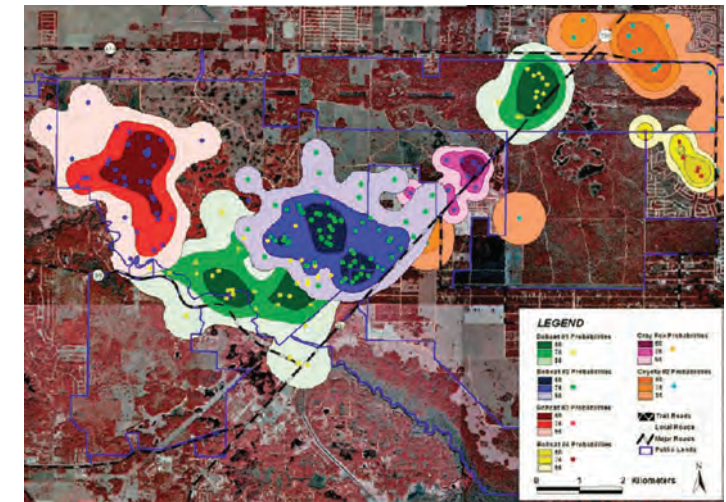 LEGEND
Bobcat #1 Probabilities
50
75
95
Bobcat #2 Probabilities
50
75
95
Bobcat #3 Probabilities
50
75
95
Probabilities
50
75
95
Gray Fox Probabilities
50
75
95
Coyote #2 Probabilities
50
75
95
Trail Roads
Local Roads
Major Roads
Public Lands
0 1 2 Kilometers
N